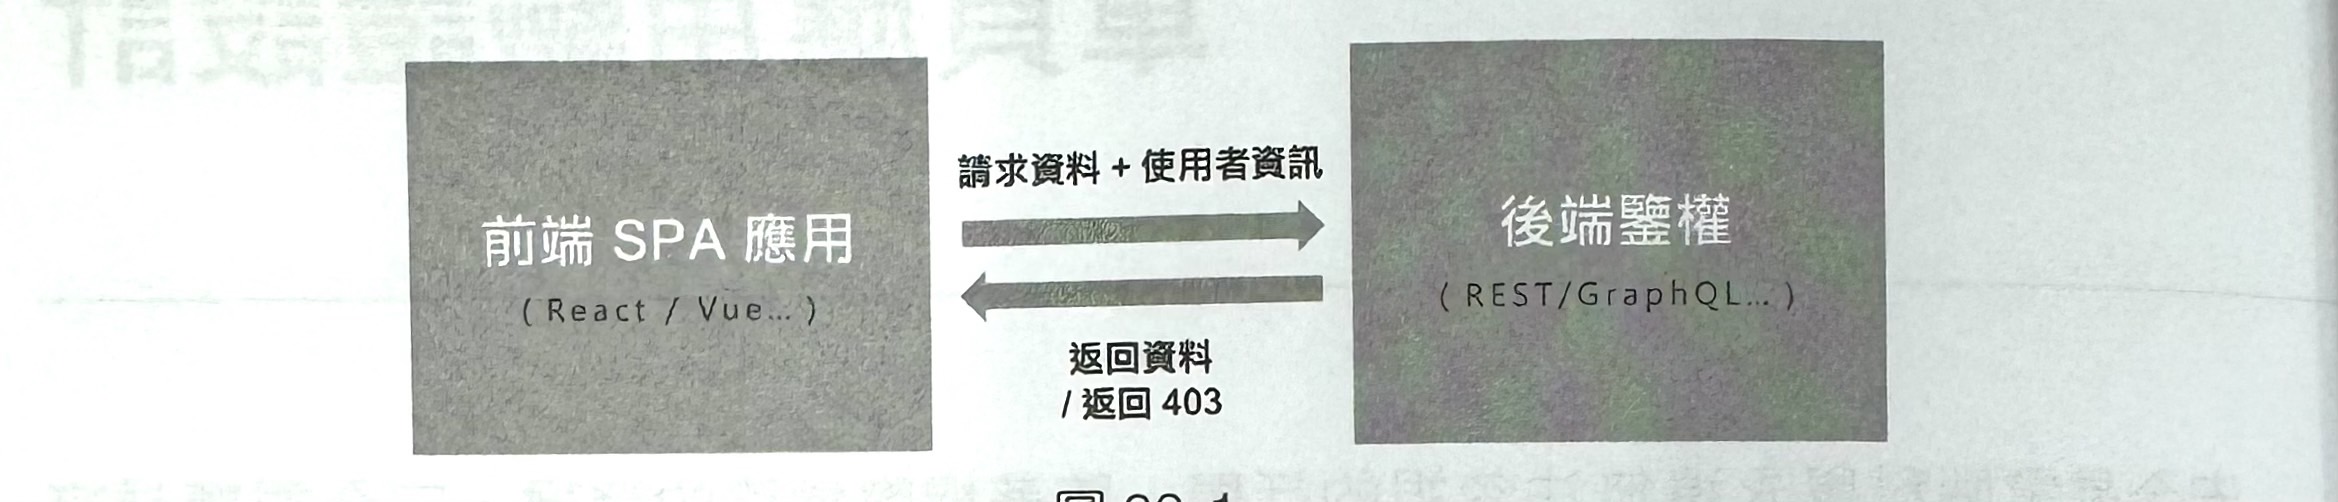 請求資料 + 使用者資訊
前端 SPA 應用
( React / Vue... )
後端鑒權
( REST/GraphQL... )
返回資料
/ 返回 403